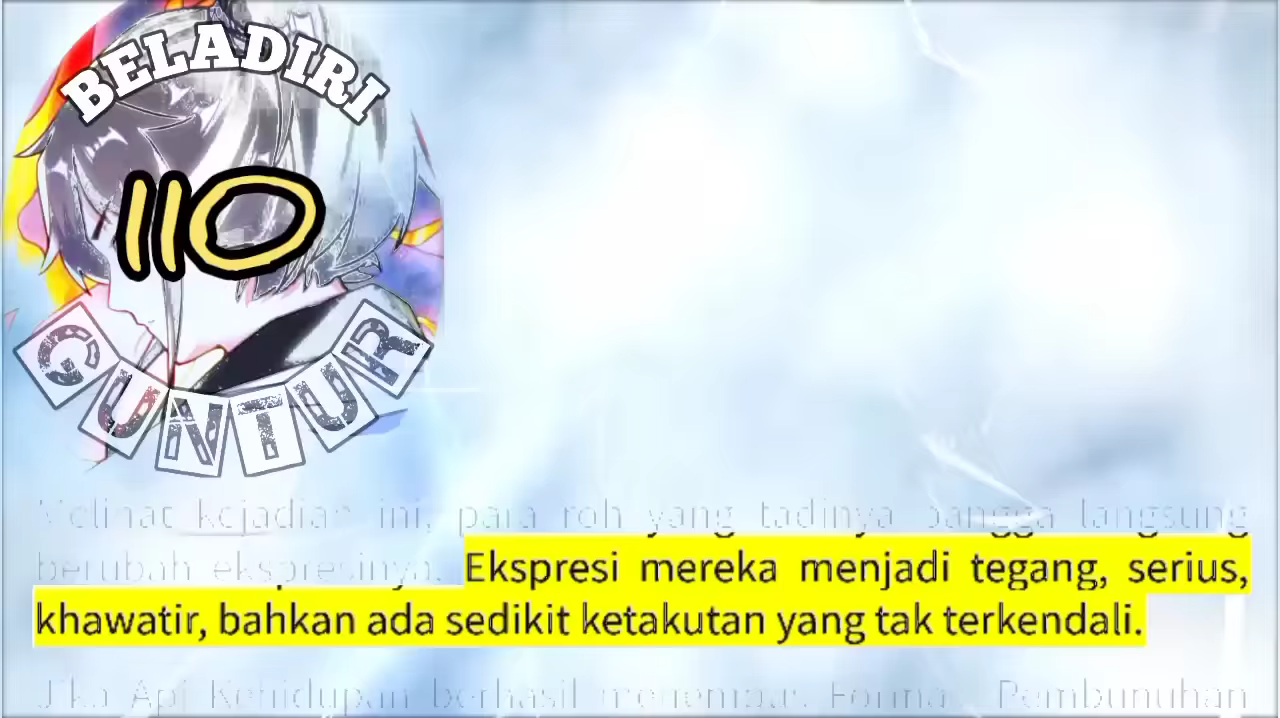 BELADIRI
110
GUNTUR
Melihat kejadian ini, para roh yang tadinya bangga langsung
berubah ekspresinya. Ekspresi mereka menjadi tegang, serius,
khawatir, bahkan ada sedikit ketakutan yang tak terkendali.
Jika Api Kehidupan berhasil menempati Formasi Pembunuhan